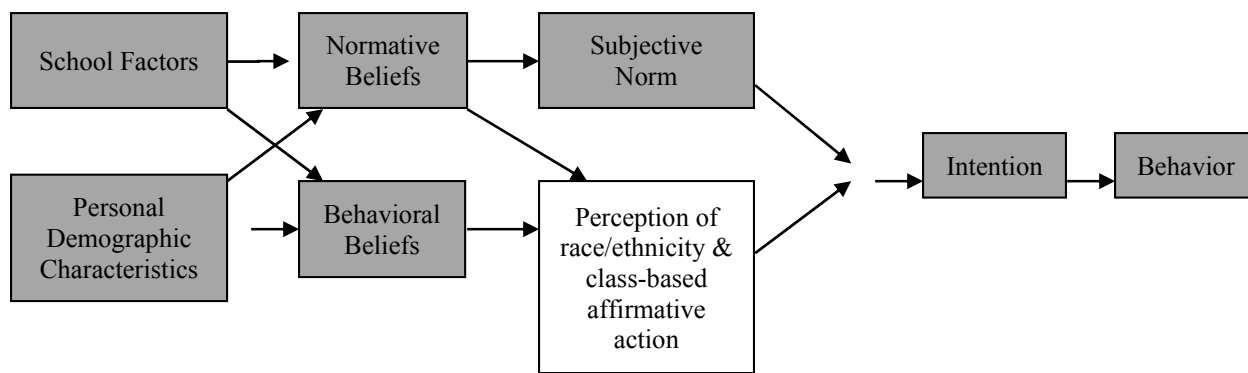 School Factors
Normative
Beliefs
Subjective
Norm
Intention
Behavior
Personal
Demographic
Characteristics
Behavioral
Beliefs
Perception of
race/ethnicity &
class-based
affirmative
action